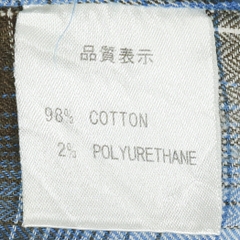 品質表示
98% COTTON
2% POLYURETHANE